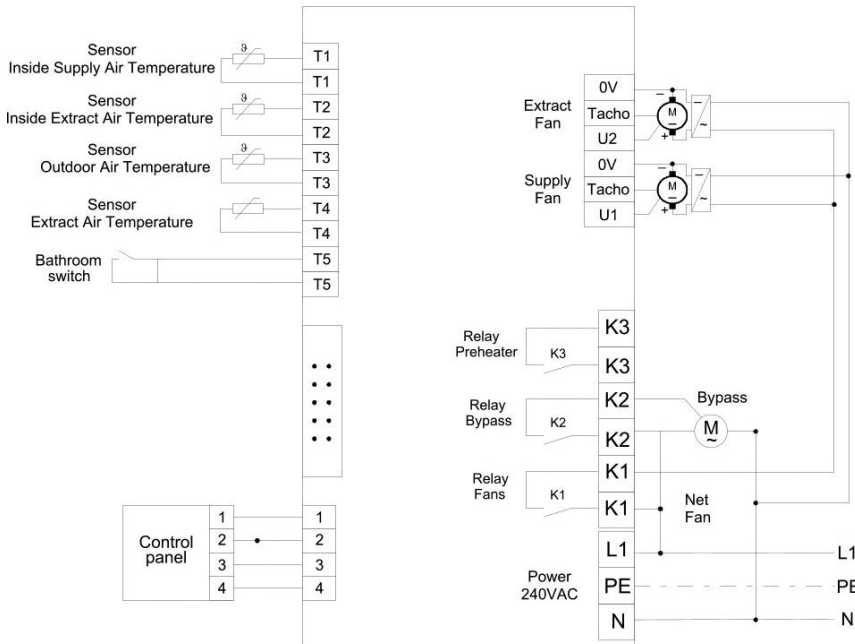 Sensor
Inside Supply Air Temperature
ϑ
T1
T1
Sensor
Inside Extract Air Temperature
ϑ
T2
T2
Sensor
Outdoor Air Temperature
ϑ
T3
T3
Sensor
Extract Air Temperature
T4
T4
Bathroom
switch
T5
T5
Control
panel
1
1
2
2
3
3
4
4
Extract
Fan
0V
Tacho
U2
−
M
+
−
~
Supply
Fan
0V
Tacho
U1
−
M
+
−
~
Relay
Preheater
K3
K3
K3
Relay
Bypass
K2
K2
K2
Bypass
M
~
Relay
Fans
K1
K1
K1
Net
Fan
Power
240VAC
L1
L1
PE
PE
N
N